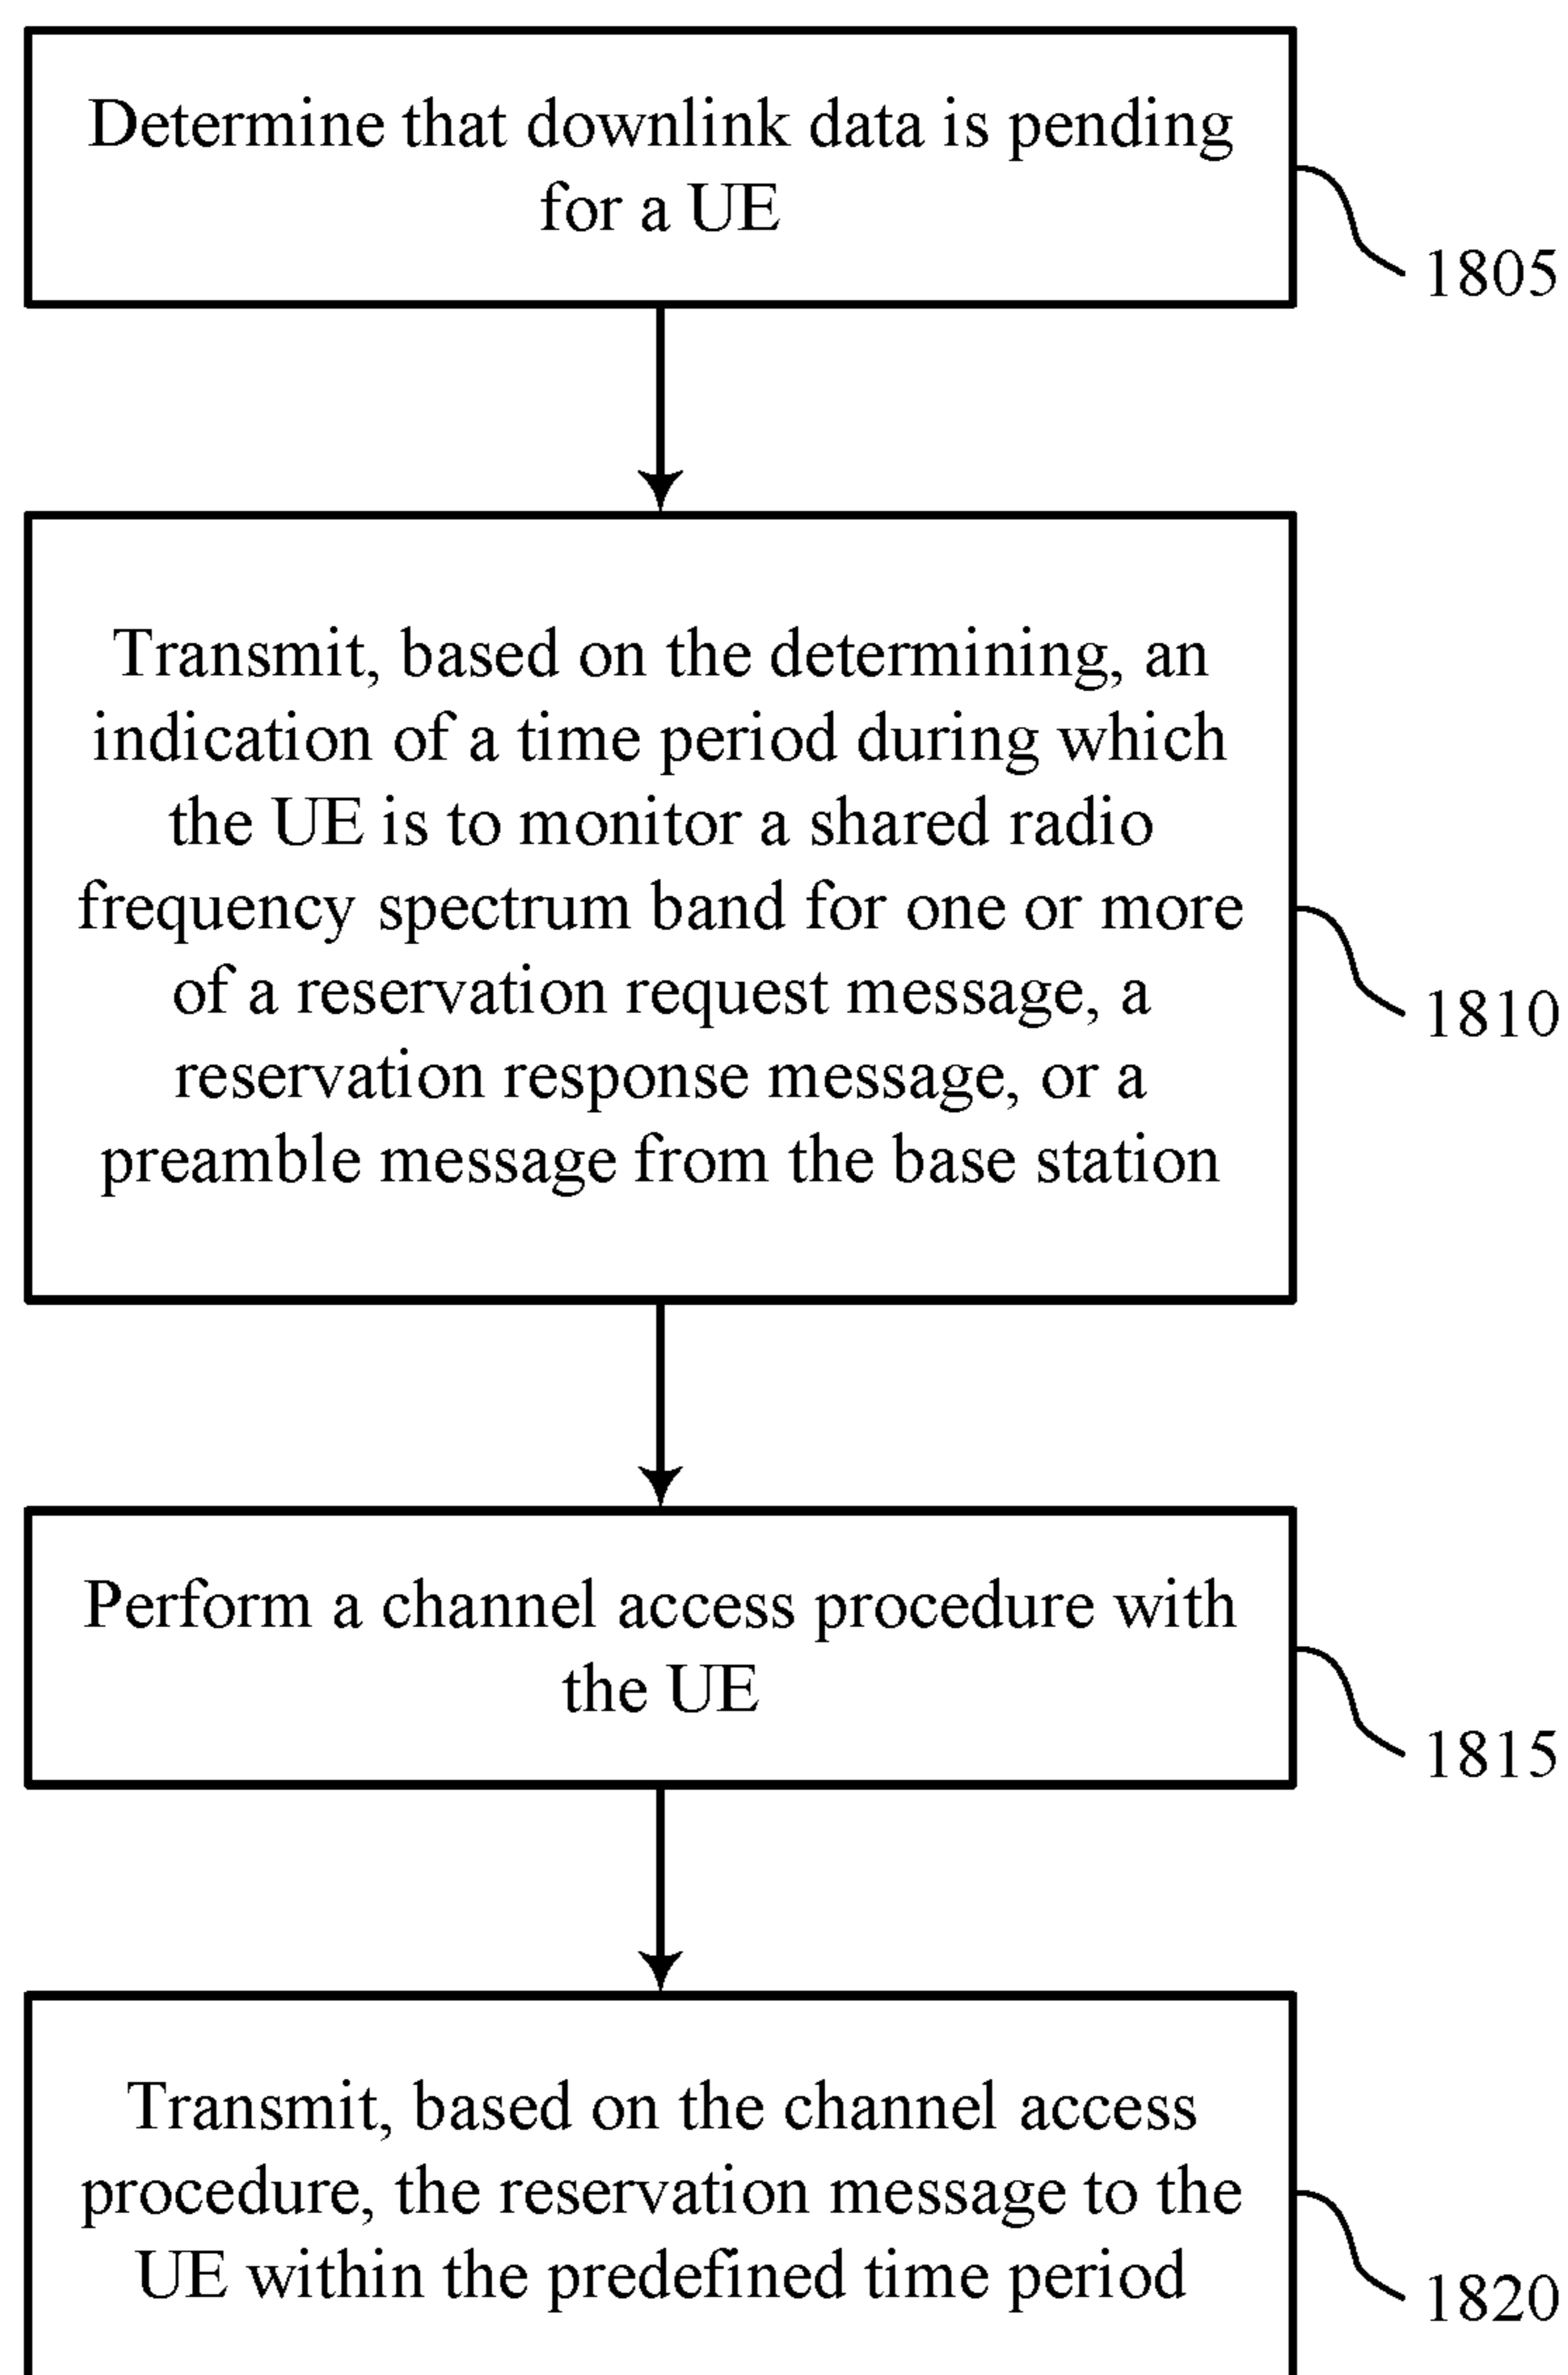 Determine that downlink data is pending
for a UE
1805
Transmit, based on the determining, an
indication of a time period during which
the UE is to monitor a shared radio
frequency spectrum band for one or more
of a reservation request message, a
reservation response message, or a
preamble message from the base station
1810
Perform a channel access procedure with
the UE
1815
Transmit, based on the channel access
procedure, the reservation message to the
UE within the predefined time period
1820